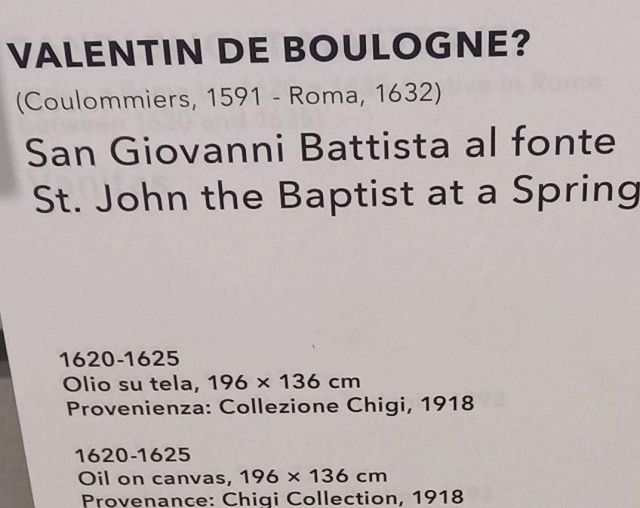 VALENTIN DE BOULOGNE?
(Coulommiers, 1591 - Roma, 1632)
San Giovanni Battista al fonte
St. John the Baptist at a Spring
1620-1625
Olio su tela, 196 × 136 cm
Provenienza: Collezione Chigi, 1918
1620-1625
Oil on canvas, 196 × 136 cm
Provenance: Chigi Collection, 1918